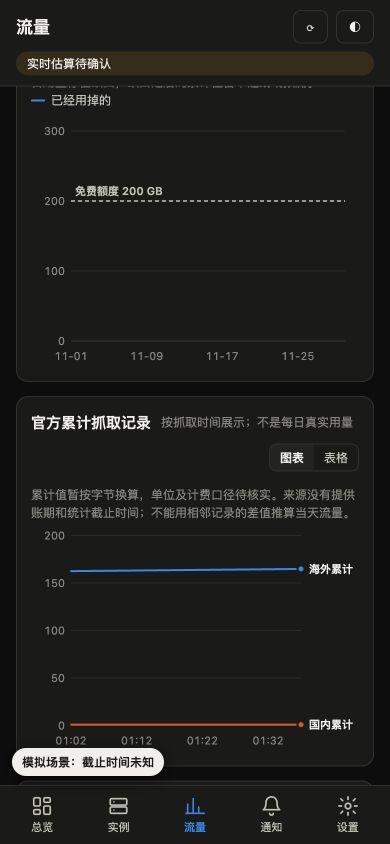 流量
实时估算待确认
已经用掉的
300
免费额度 200 GB
200
100
0
11-01 11-09 11-17 11-25
官方累计抓取记录 按抓取时间展示；不是每日真实用量
图表 表格
累计值暂按字节换算，单位及计费口径待核实。来源没有提供
账期和统计截止时间；不能用相邻记录的差值推算当天流量。
200
海外累计
150
100
50
0
国内累计
01:02 01:12 01:22 01:32
模拟场景：截止时间未知
总览 实例 流量 通知 设置